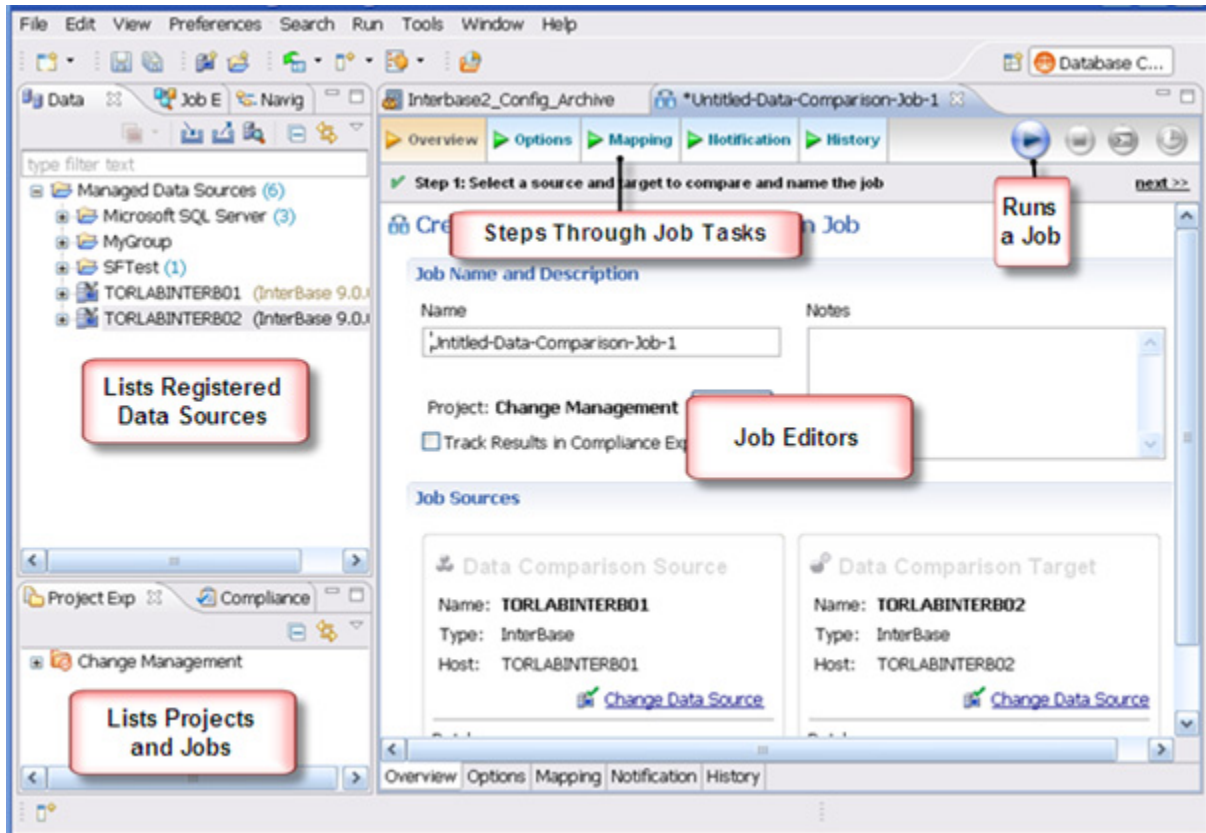 File Edit View Preferences Search Run Tools Window Help
Database C...
Data Job E Navig
type filter text
Managed Data Sources (6)
Microsoft SQL Server (3)
MyGroup
SFTest (1)
TORLABINTERB01 (InterBase 9.0.
TORLABINTERB02 (InterBase 9.0.
Lists Registered
Data Sources
Project Exp Compliance
Change Management
Lists Projects
and Jobs
Interbase2_Config_Archive *Untitled-Data-Comparison-Job-1
Overview Options Mapping Notification History
Step 1: Select a source and target to compare and name the job next >>
Steps Through Job Tasks
Runs
a Job
Cre n Job
Job Name and Description
Name Notes
Untitled-Data-Comparison-Job-1
Project: Change Management
Track Results in Compliance Exp
Job Editors
Job Sources
Data Comparison Source
Name: TORLABINTERB01
Type: InterBase
Host: TORLABINTERB01
Change Data Source
Data Comparison Target
Name: TORLABINTERB02
Type: InterBase
Host: TORLABINTERB02
Change Data Source
Overview Options Mapping Notification History